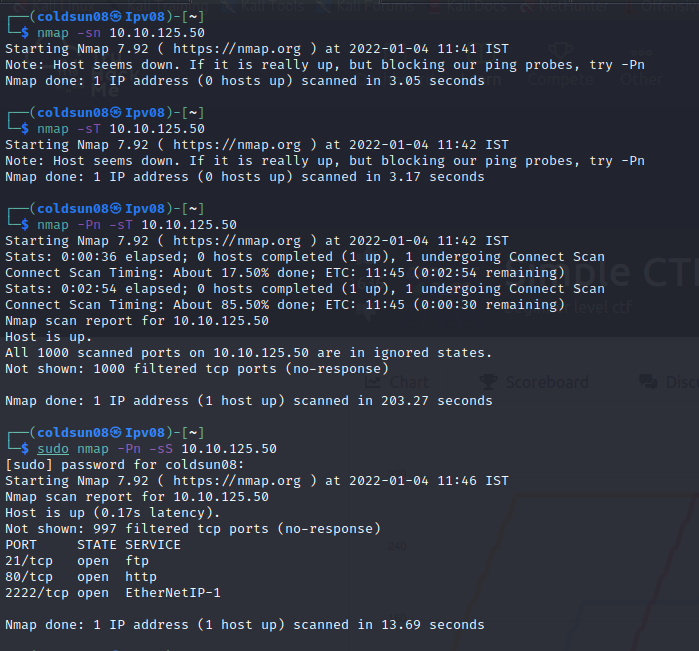 ┌──(coldsun08㉿Ipv08)-[~]
└─$ nmap -sn 10.10.125.50
Starting Nmap 7.92 ( https://nmap.org ) at 2022-01-04 11:41 IST
Note: Host seems down. If it is really up, but blocking our ping probes, try -Pn
Nmap done: 1 IP address (0 hosts up) scanned in 3.05 seconds
┌──(coldsun08㉿Ipv08)-[~]
└─$ nmap -sT 10.10.125.50
Starting Nmap 7.92 ( https://nmap.org ) at 2022-01-04 11:42 IST
Note: Host seems down. If it is really up, but blocking our ping probes, try -Pn
Nmap done: 1 IP address (0 hosts up) scanned in 3.17 seconds
┌──(coldsun08㉿Ipv08)-[~]
└─$ nmap -Pn -sT 10.10.125.50
Starting Nmap 7.92 ( https://nmap.org ) at 2022-01-04 11:42 IST
Stats: 0:00:36 elapsed; 0 hosts completed (1 up), 1 undergoing Connect Scan
Connect Scan Timing: About 17.50% done; ETC: 11:45 (0:02:54 remaining)
Stats: 0:02:54 elapsed; 0 hosts completed (1 up), 1 undergoing Connect Scan
Connect Scan Timing: About 85.50% done; ETC: 11:45 (0:00:30 remaining)
Nmap scan report for 10.10.125.50
Host is up.
All 1000 scanned ports on 10.10.125.50 are in ignored states.
Not shown: 1000 filtered tcp ports (no-response)
Nmap done: 1 IP address (1 host up) scanned in 203.27 seconds
┌──(coldsun08㉿Ipv08)-[~]
└─$ sudo nmap -Pn -sS 10.10.125.50
[sudo] password for coldsun08:
Starting Nmap 7.92 ( https://nmap.org ) at 2022-01-04 11:46 IST
Nmap scan report for 10.10.125.50
Host is up (0.17s latency).
Not shown: 997 filtered tcp ports (no-response)
PORT STATE SERVICE
21/tcp open ftp
80/tcp open http
2222/tcp open EtherNetIP-1
Nmap done: 1 IP address (1 host up) scanned in 13.69 seconds
Chart
Scoreboard